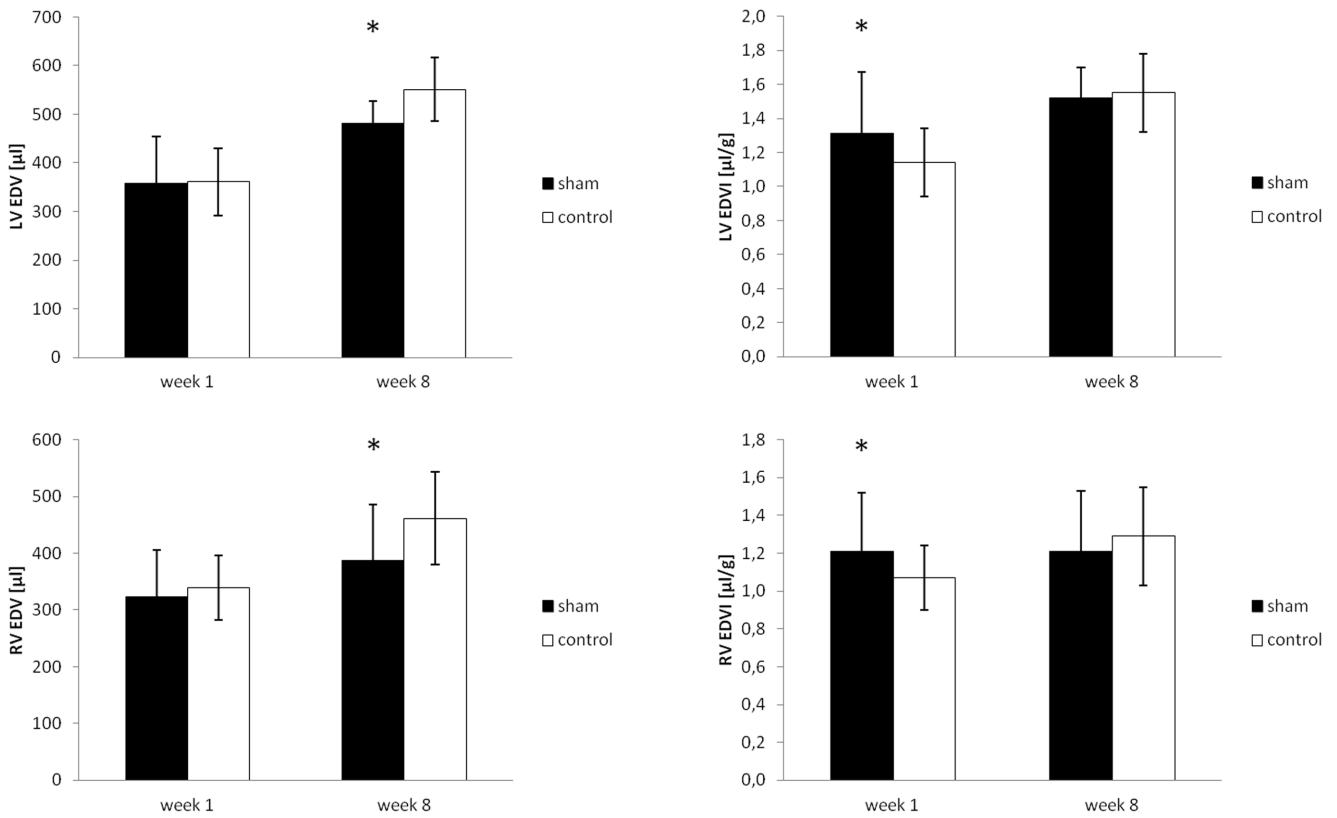 LV EDV [µl]
700
600
500
400
300
200
100
0
*
week 1
week 8
sham
control
LV EDVI [µl/g]
2,0
1,8
1,6
1,4
1,2
1,0
0,8
0,6
0,4
0,2
0,0
*
week 1
week 8
sham
control
RV EDV [µl]
600
500
400
300
200
100
0
*
week 1
week 8
sham
control
RV EDVI [µl/g]
1,8
1,6
1,4
1,2
1,0
0,8
0,6
0,4
0,2
0,0
*
week 1
week 8
sham
control